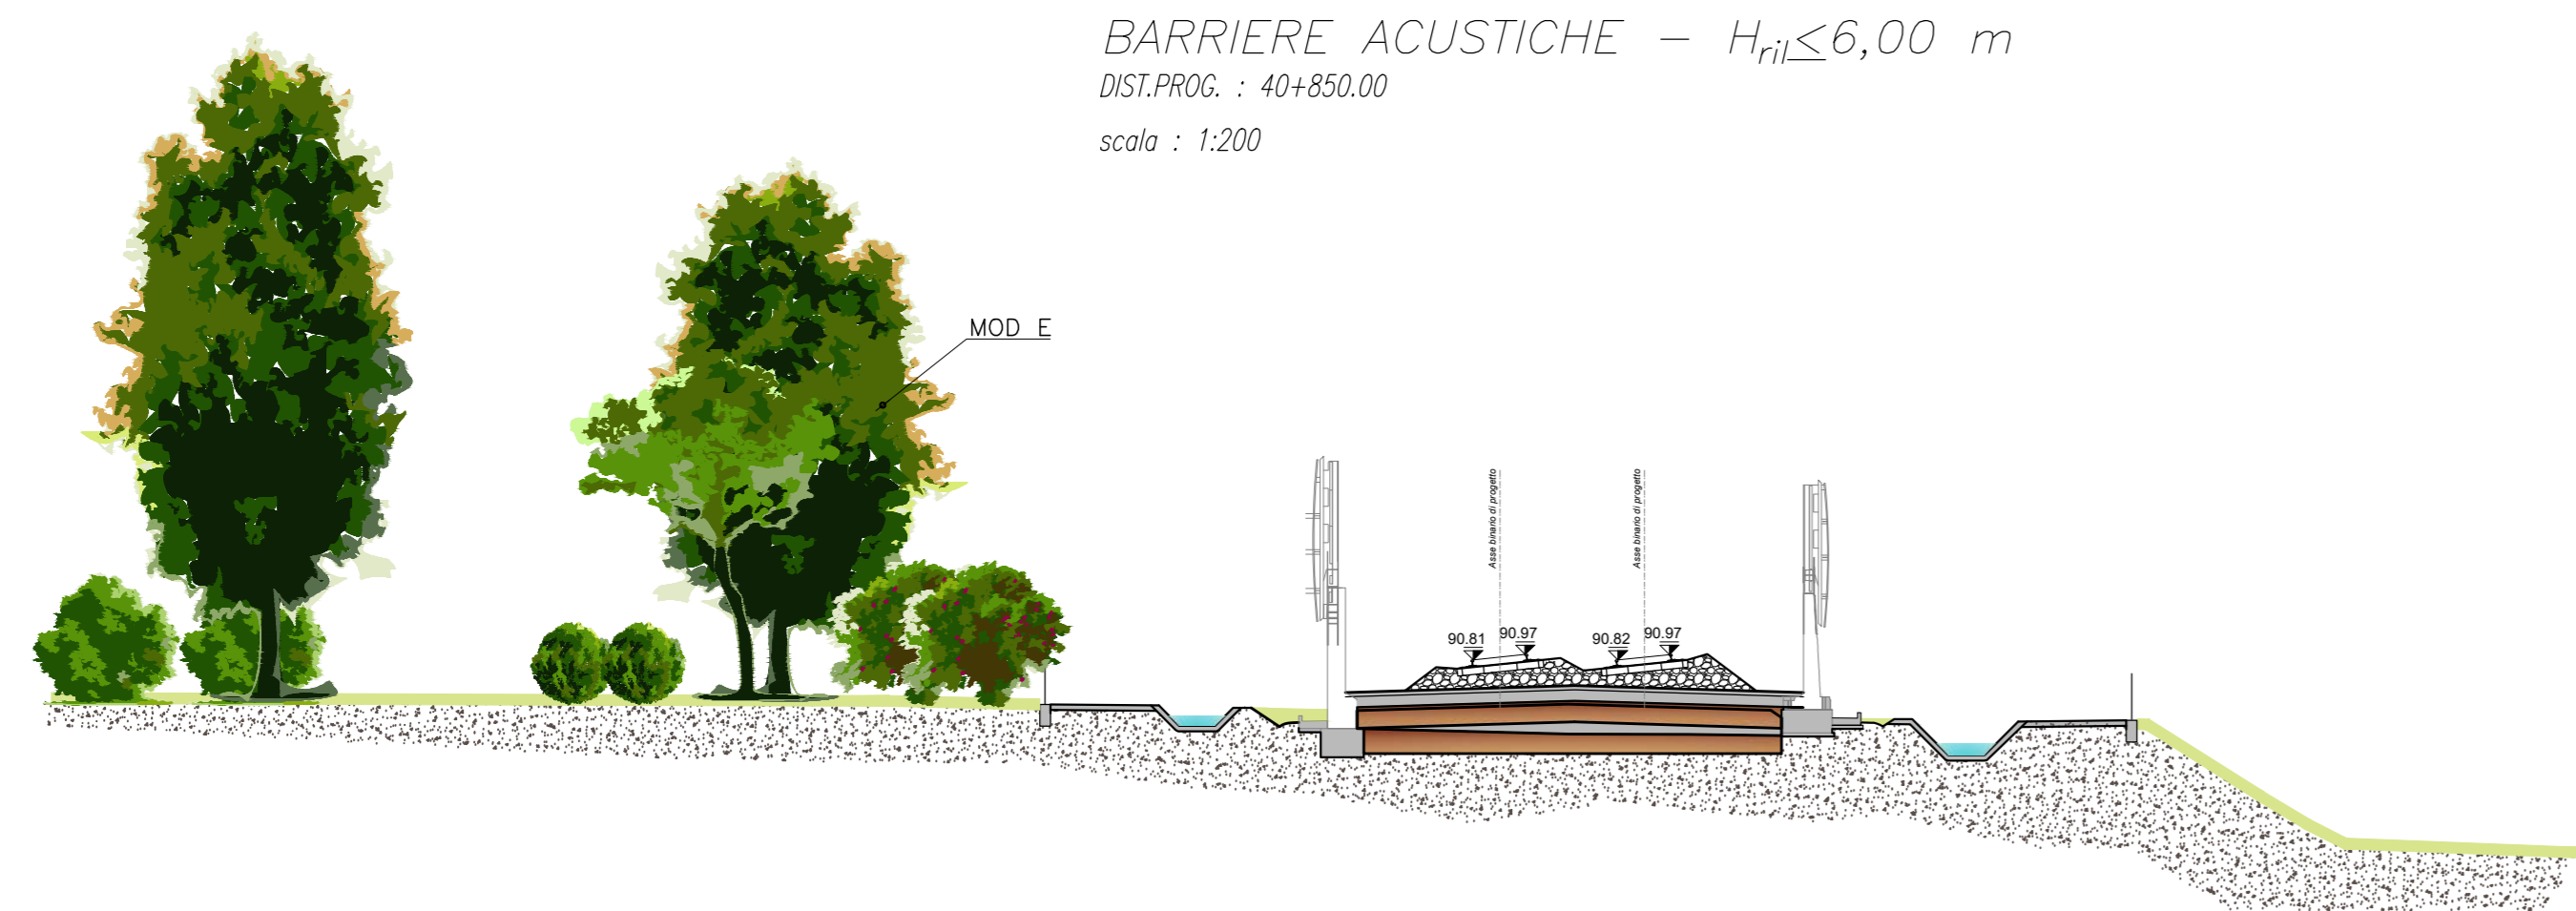 BARRIERE ACUSTICHE – Hril≤6,00 m
DIST.PROG. : 40+850.00
scala : 1:200
MOD E
Asse binario di progetto
Asse binario di progetto
90.81 90.97 90.82 90.97